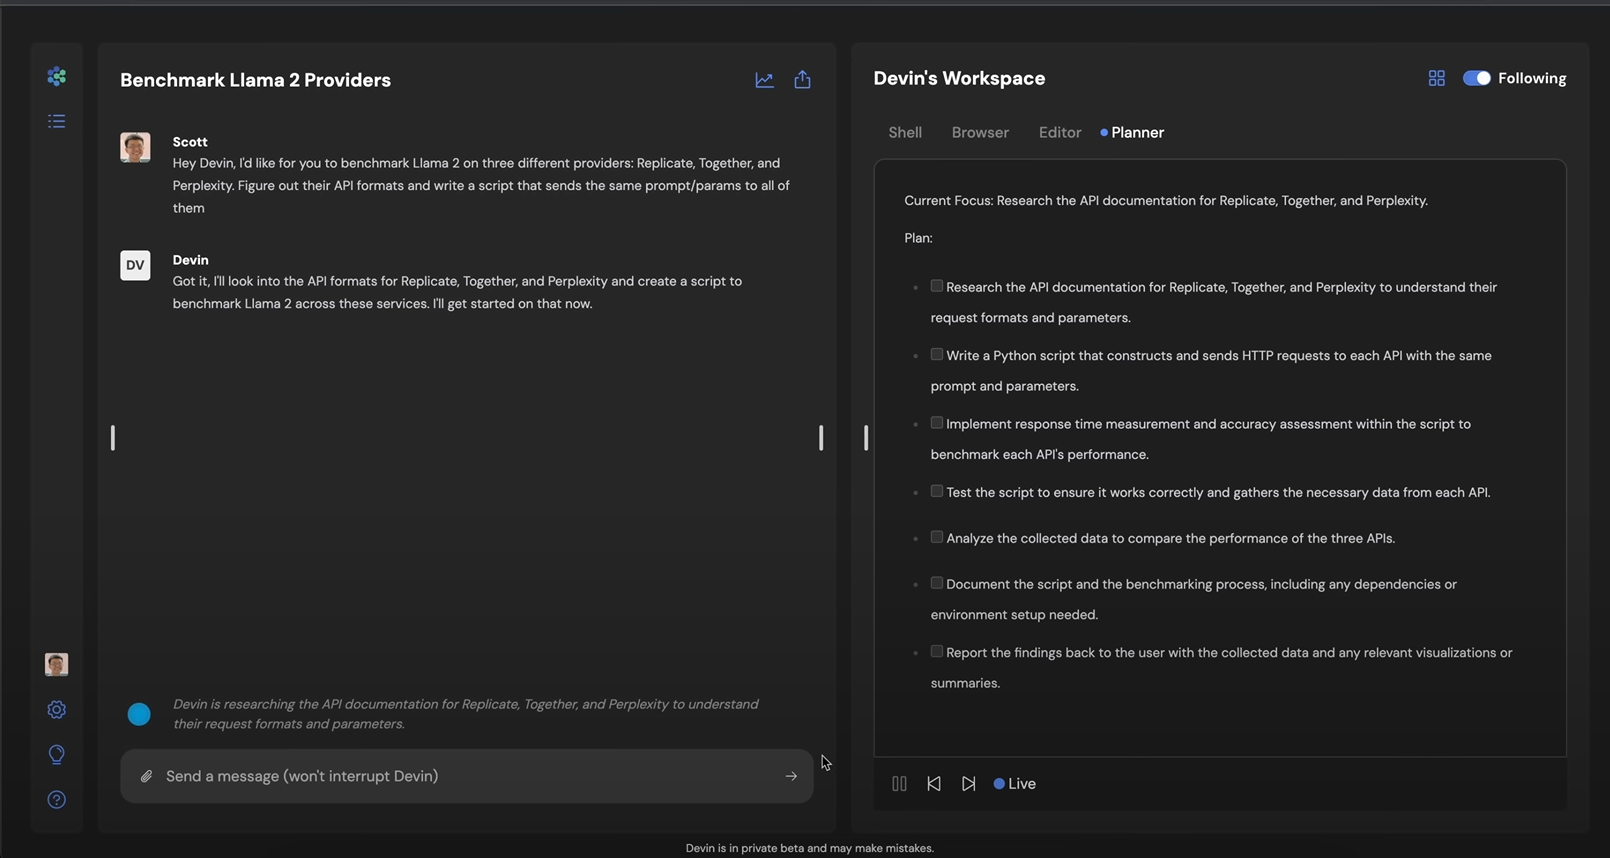 Benchmark Llama 2 Providers
Scott
Hey Devin, I'd like for you to benchmark Llama 2 on three different providers: Replicate, Together, and
Perplexity. Figure out their API formats and write a script that sends the same prompt/params to all of
them
DV
Devin
Got it, I'll look into the API formats for Replicate, Together, and Perplexity and create a script to
benchmark Llama 2 across these services. I'll get started on that now.
Devin is researching the API documentation for Replicate, Together, and Perplexity to understand
their request formats and parameters.
Send a message (won't interrupt Devin)
Devin's Workspace
Following
Shell
Browser
Editor
Planner
Current Focus: Research the API documentation for Replicate, Together, and Perplexity.
Plan:
Research the API documentation for Replicate, Together, and Perplexity to understand their
request formats and parameters.
Write a Python script that constructs and sends HTTP requests to each API with the same
prompt and parameters.
Implement response time measurement and accuracy assessment within the script to
benchmark each API's performance.
Test the script to ensure it works correctly and gathers the necessary data from each API.
Analyze the collected data to compare the performance of the three APIs.
Document the script and the benchmarking process, including any dependencies or
environment setup needed.
Report the findings back to the user with the collected data and any relevant visualizations or
summaries.
Live
Devin is in private beta and may make mistakes.